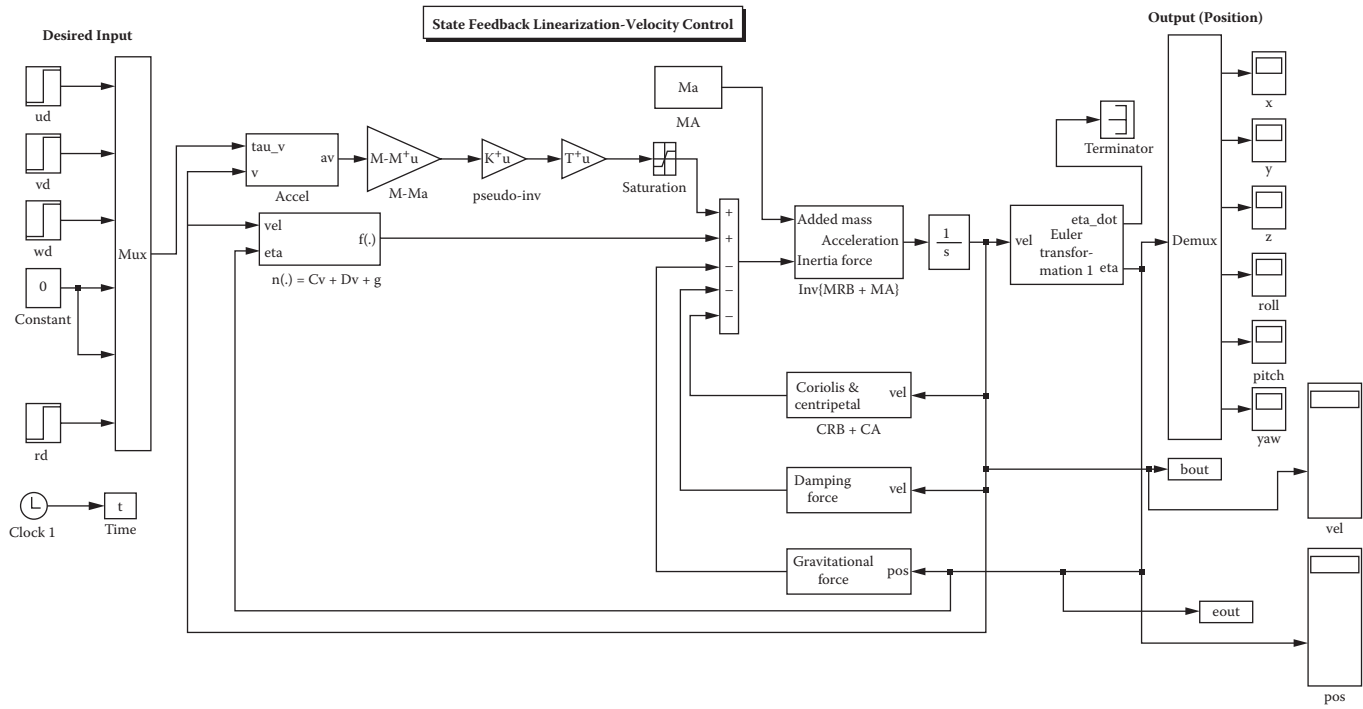 State Feedback Linearization-Velocity Control
Desired Input
Output (Position)
ud
vd
wd
0
Constant
rd
Mux
Clock 1
t
Time
tau_v
v
av
Accel
M-M+u
M-Ma
K+u
pseudo-inv
T+u
Saturation
vel
eta
f(.)
n(.) = Cv + Dv + g
Ma
MA
+
+
–
–
–
Added mass
Acceleration
Inertia force
Inv{MRB + MA}
1
s
vel
eta_dot
Euler
transfor-
mation 1
eta
Terminator
Demux
x
y
z
roll
pitch
yaw
Coriolis &
centripetal
vel
CRB + CA
Damping
force
vel
Gravitational
force
pos
bout
eout
vel
pos